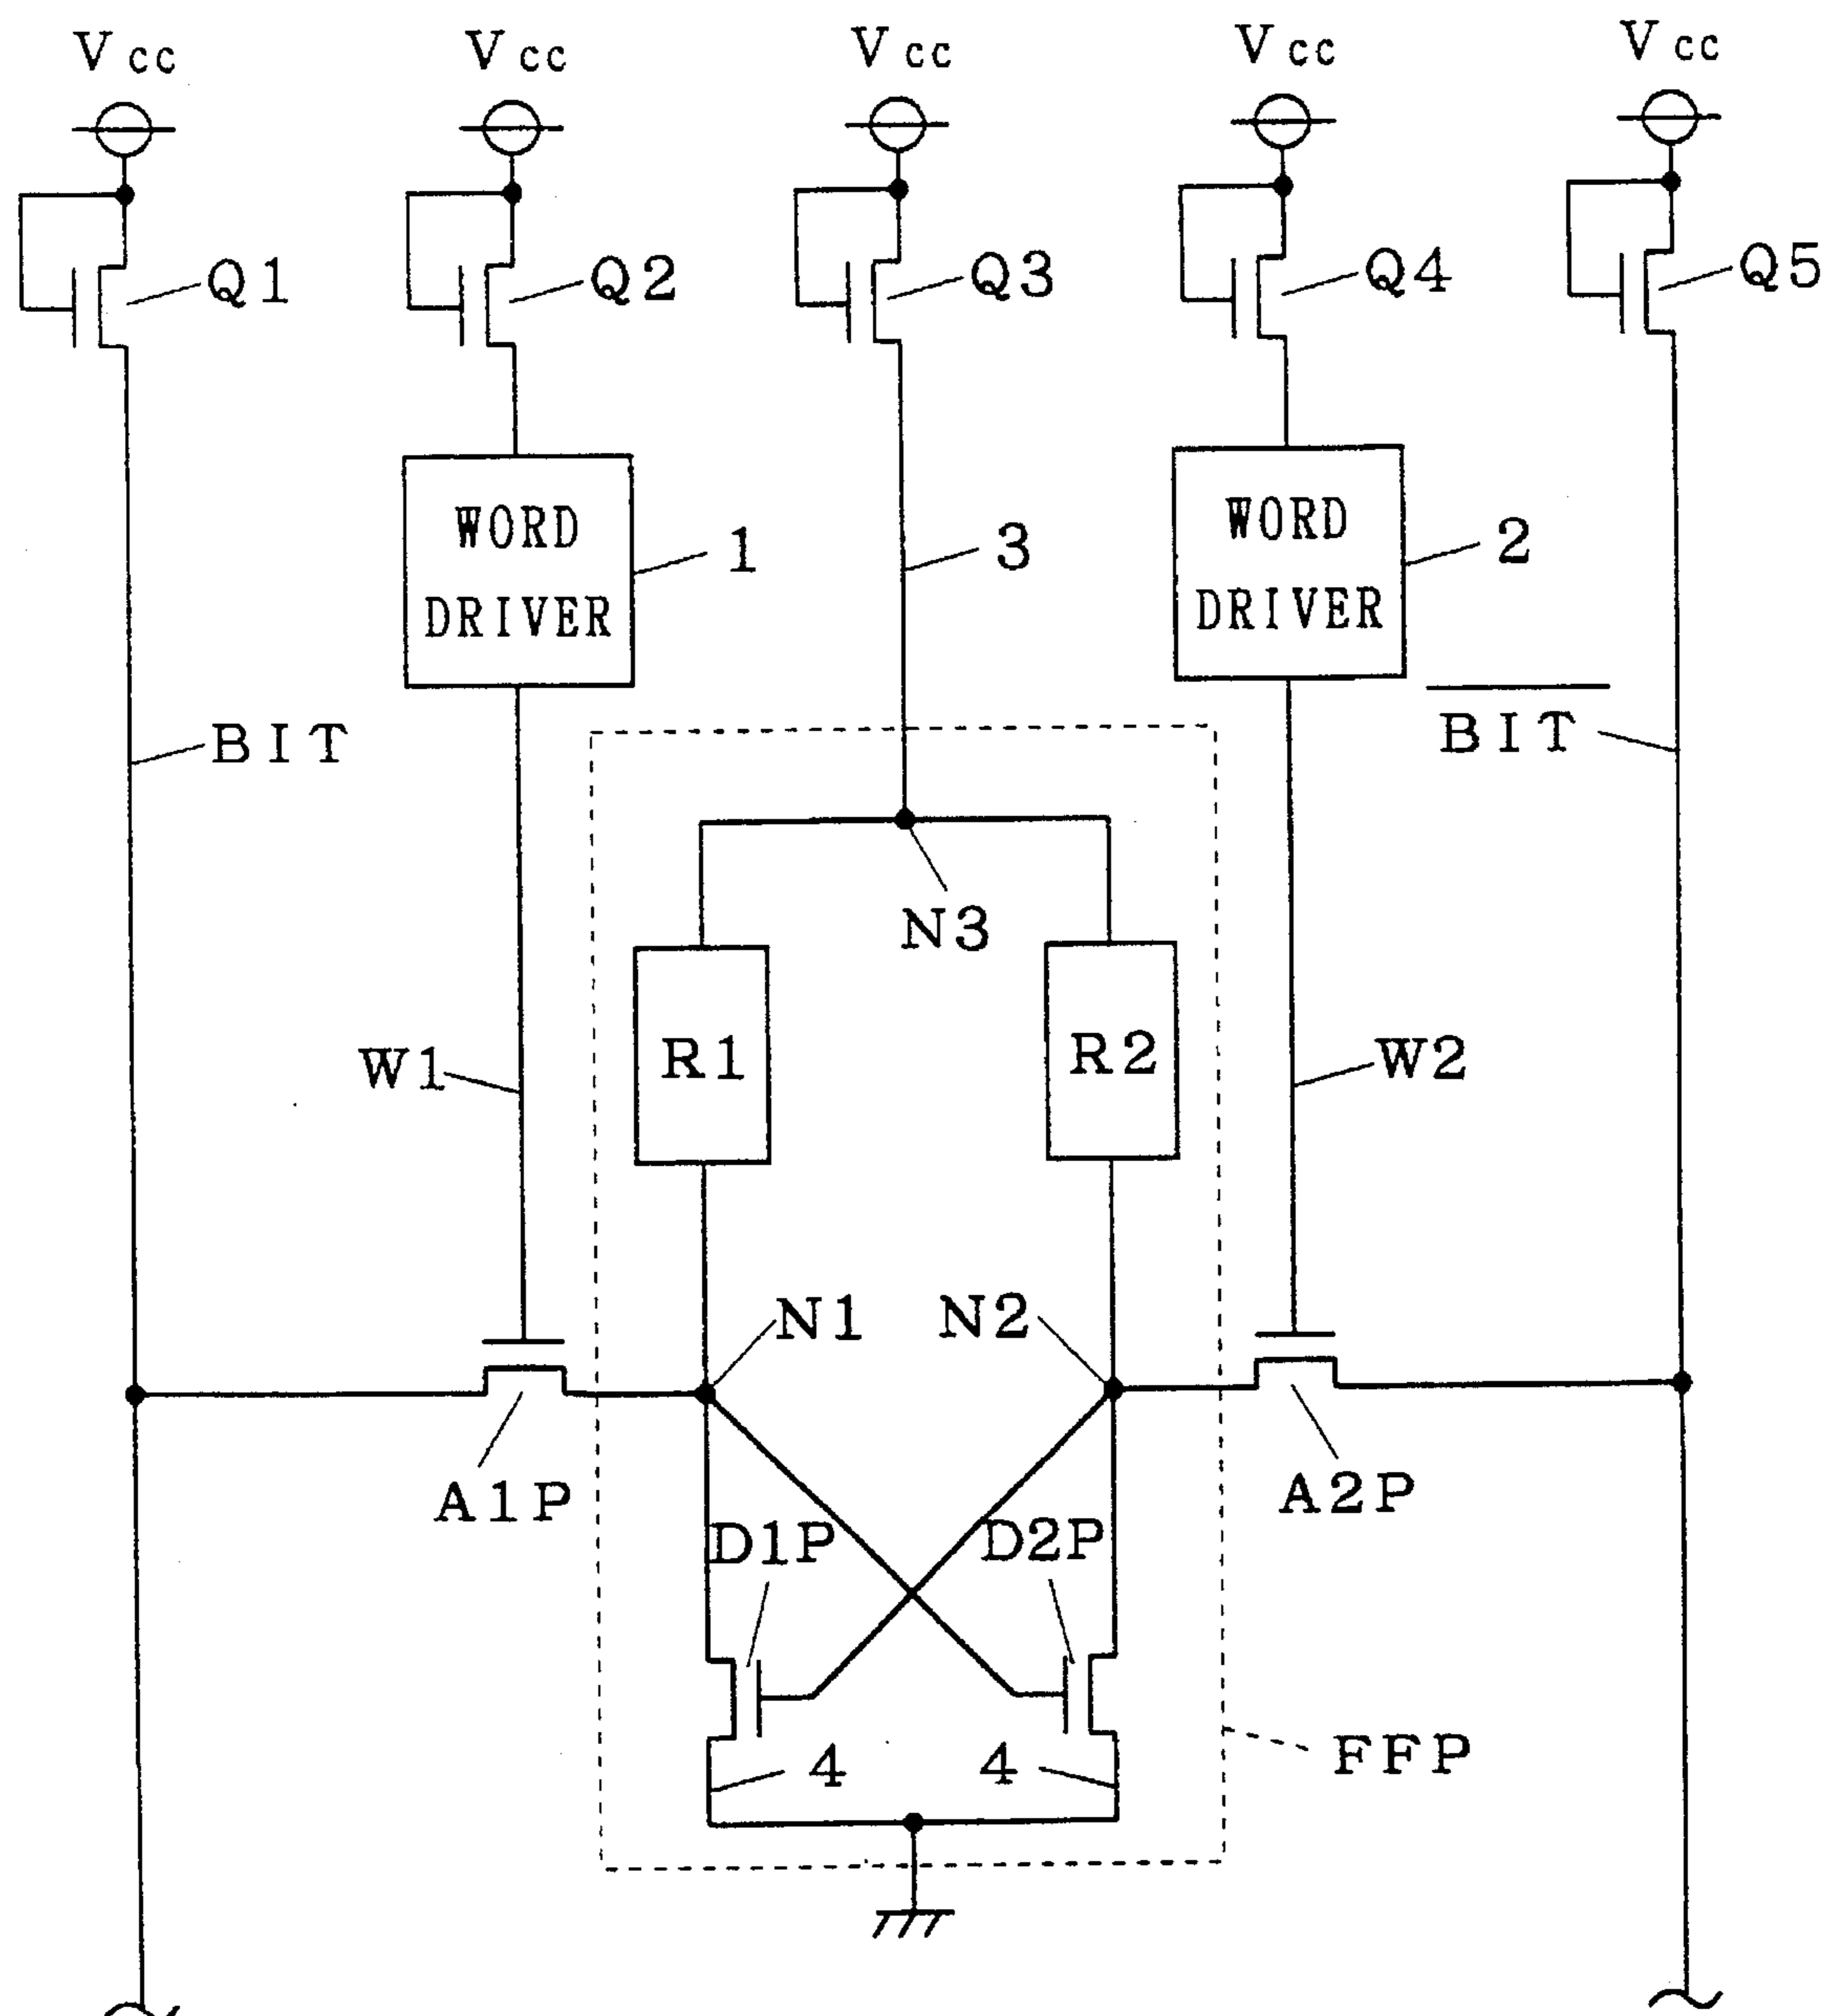 Vcc Vcc Vcc Vcc Vcc
Q1 Q2 Q3 Q4 Q5
WORD
DRIVER
1
3
WORD
DRIVER
2
BIT
B̅I̅T̅
N3
R1
R2
W1
W2
N1
N2
A1P
A2P
D1P
D2P
4
4
FFP